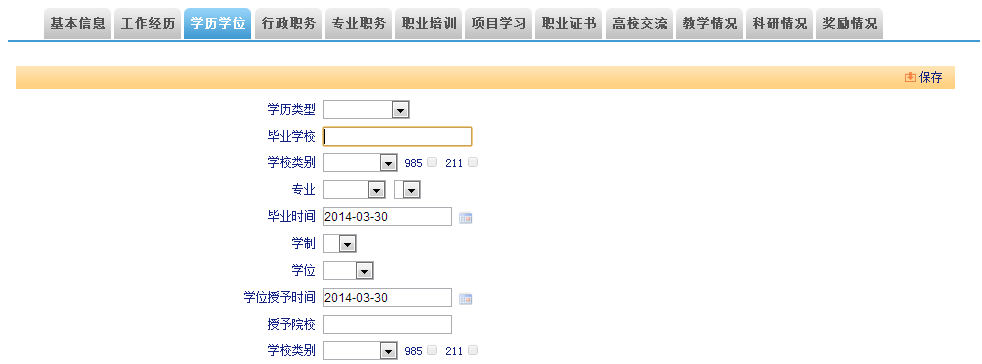 基本信息 工作经历 学历学位 行政职务 专业职务 职业培训 项目学习 职业证书 高校交流 教学情况 科研情况 奖励情况
保存
学历类型
毕业学校
学校类别 985 211
专业
毕业时间 2014-03-30
学制
学位
学位授予时间 2014-03-30
授予院校
学校类别 985 211